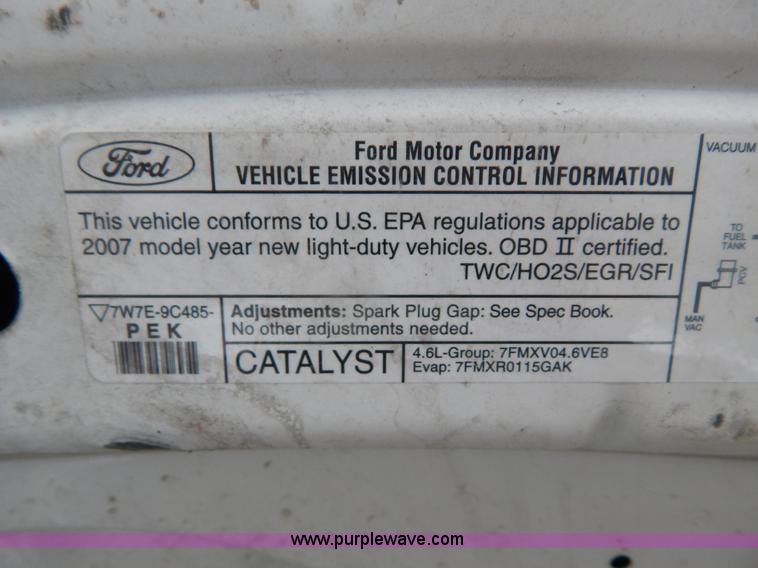 Ford
Ford Motor Company
VEHICLE EMISSION CONTROL INFORMATION
This vehicle conforms to U.S. EPA regulations applicable to
2007 model year new light-duty vehicles. OBD II certified.
TWC/HO2S/EGR/SFI
7W7E-9C485-
PEK
Adjustments: Spark Plug Gap: See Spec Book.
No other adjustments needed.
CATALYST
4.6L-Group: 7FMXV04.6VE8
Evap: 7FMXR0115GAK
VACUUM
TO
FUEL
TANK
PCV
MAN
VAC
www.purplewave.com